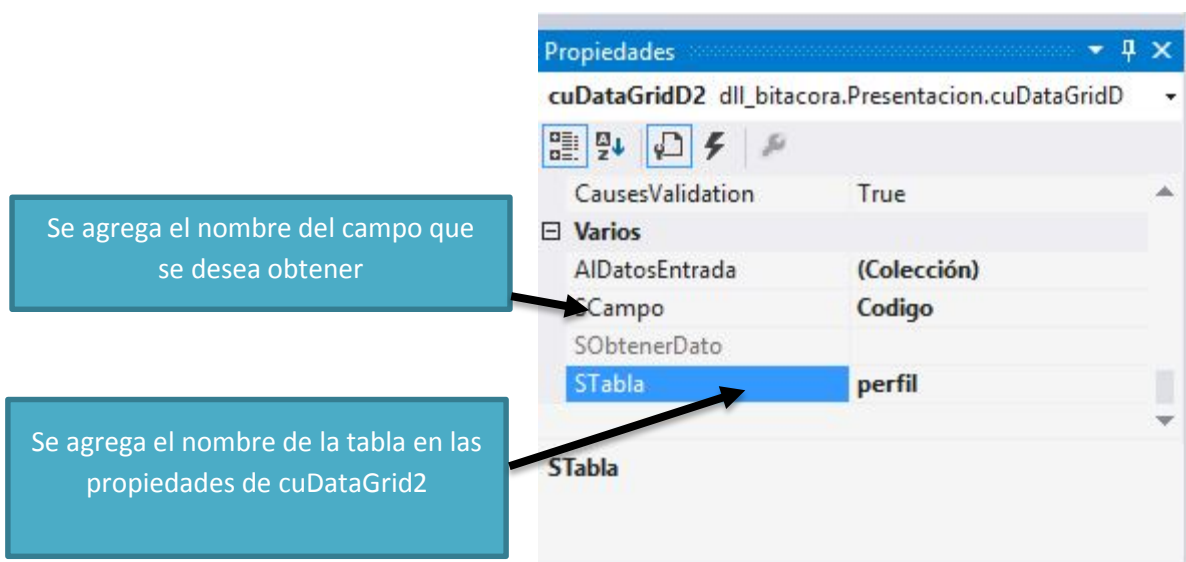 Propiedades
cuDataGridD2 dll_bitacora.Presentacion.cuDataGridD
CausesValidation True
Varios
AlDatosEntrada (Colección)
SCampo Codigo
SObtenerDato
STabla perfil
STabla
Se agrega el nombre del campo que
se desea obtener
Se agrega el nombre de la tabla en las
propiedades de cuDataGrid2